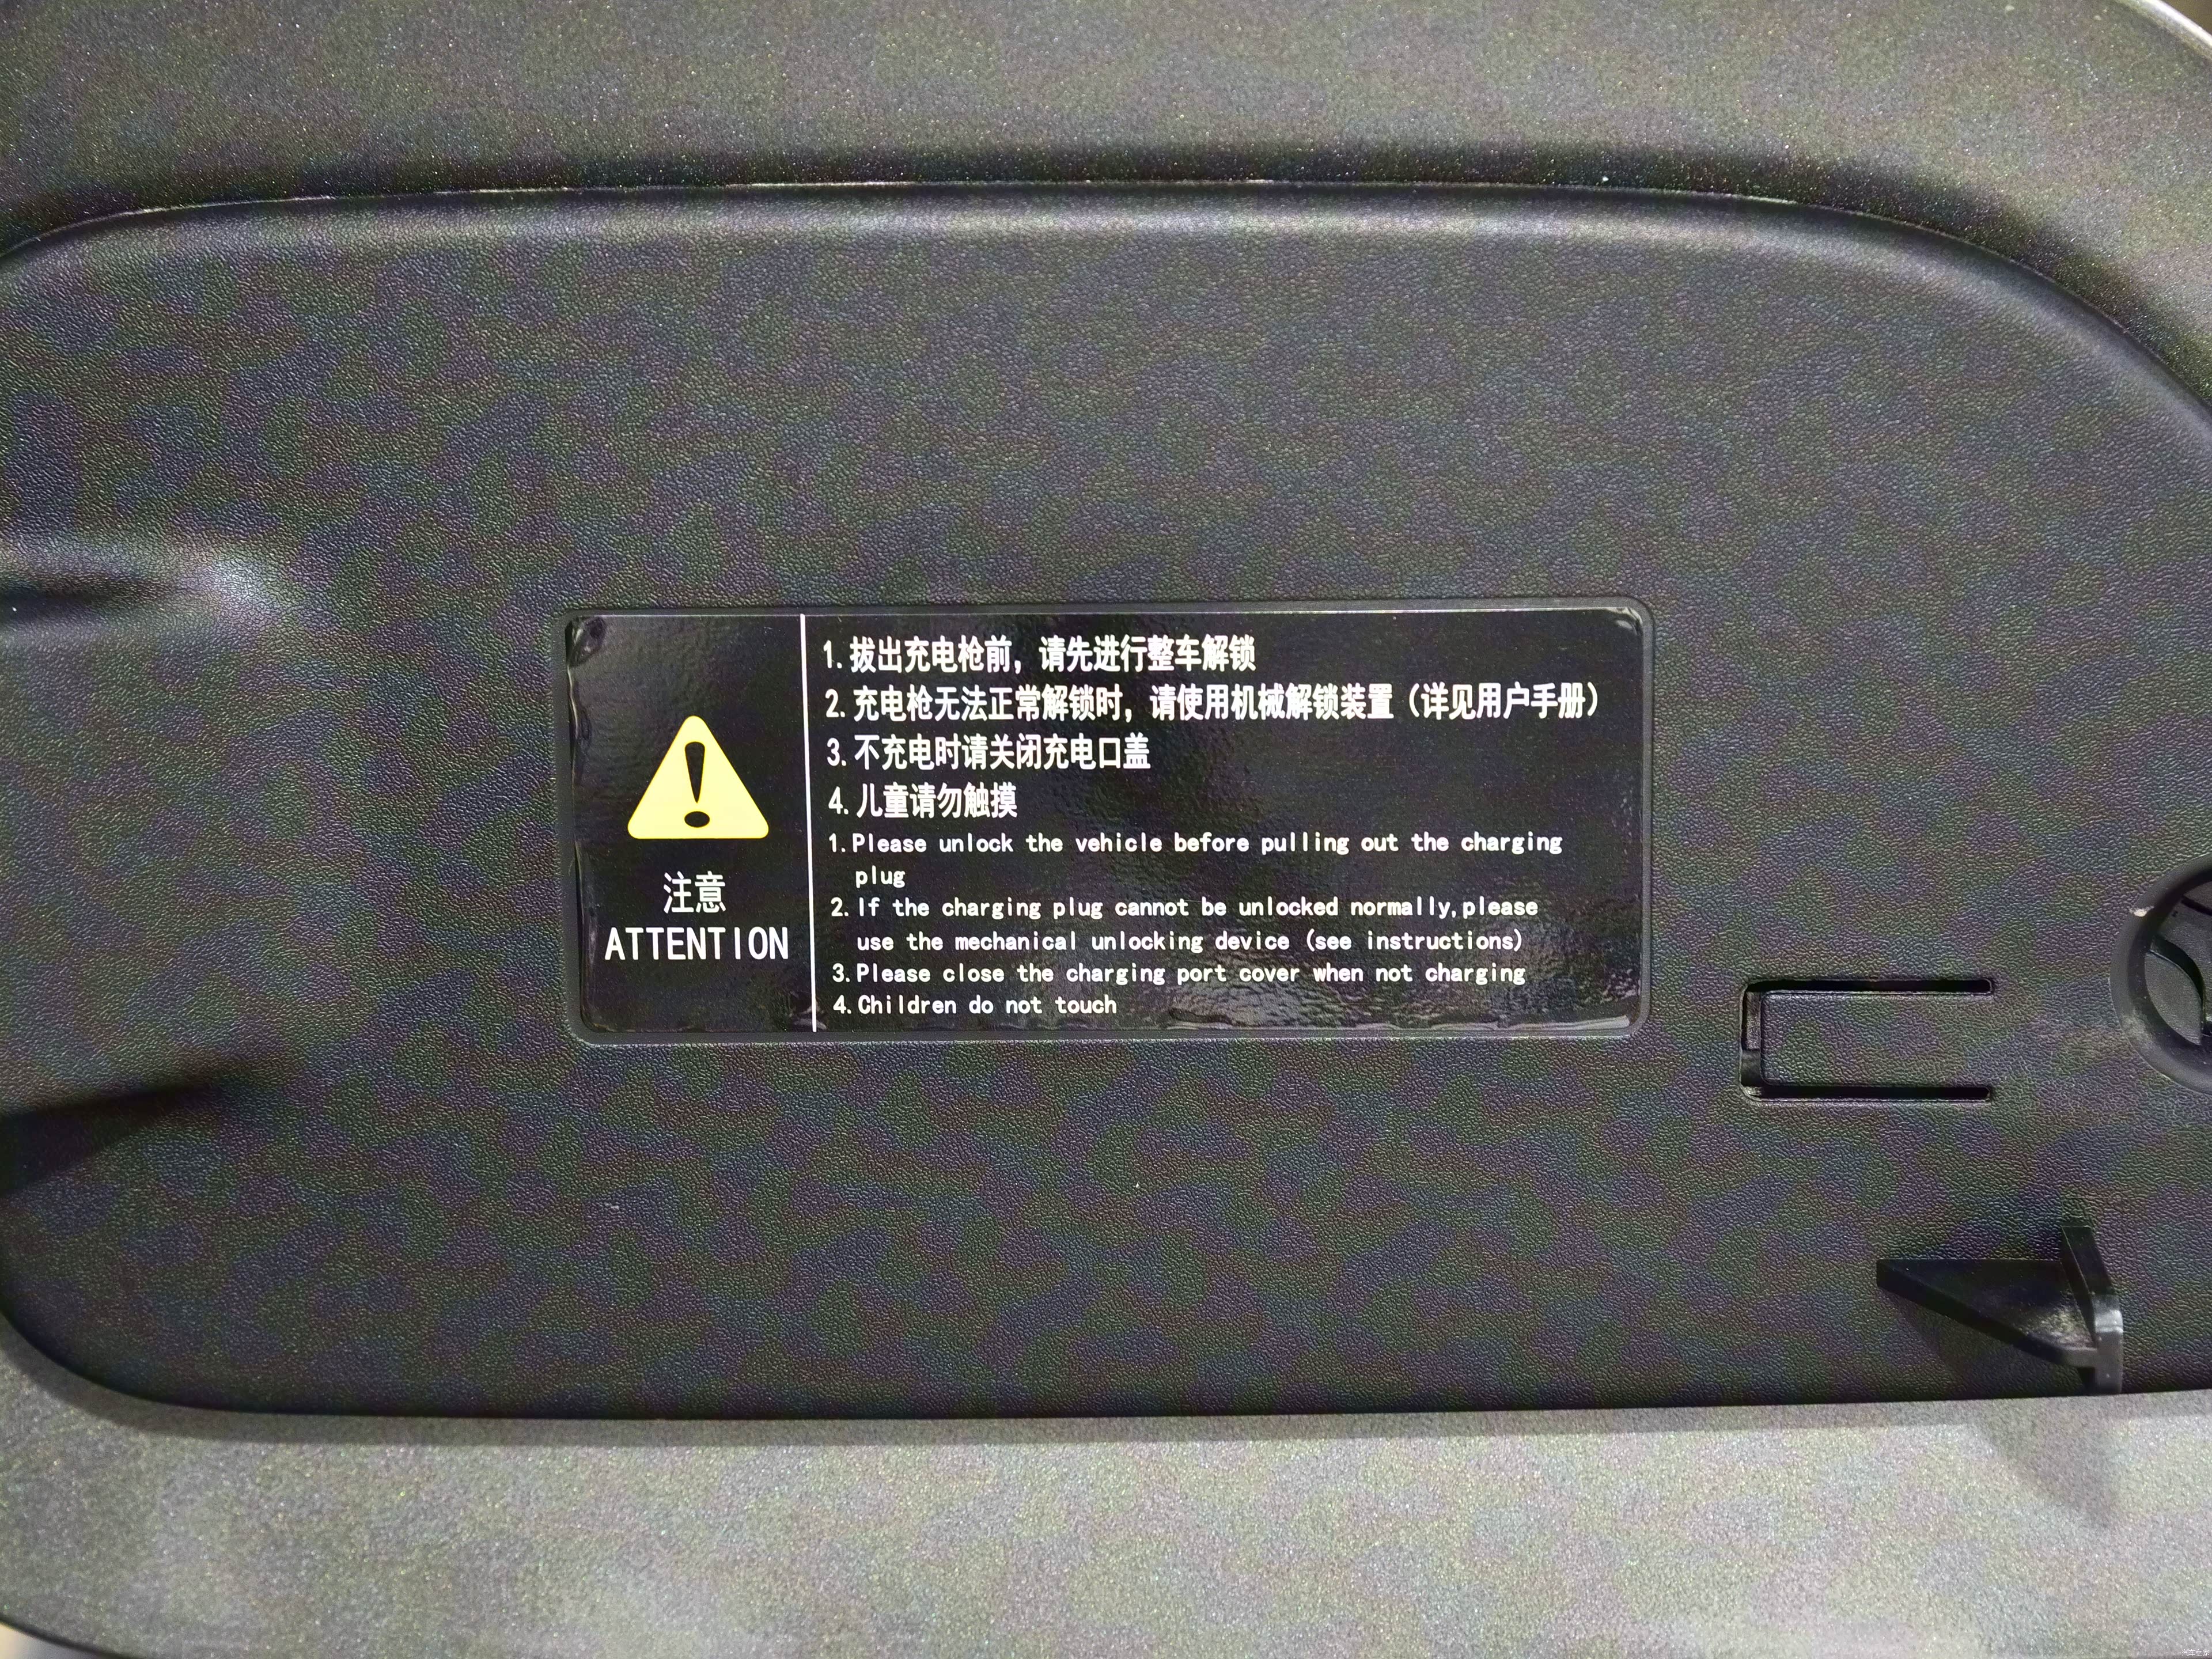 注意
ATTENTION
1.拔出充电枪前，请先进行整车解锁
2.充电枪无法正常解锁时，请使用机械解锁装置（详见用户手册）
3.不充电时请关闭充电口盖
4.儿童请勿触摸
1.Please unlock the vehicle before pulling out the charging
plug
2.If the charging plug cannot be unlocked normally,please
use the mechanical unlocking device (see instructions)
3.Please close the charging port cover when not charging
4.Children do not touch